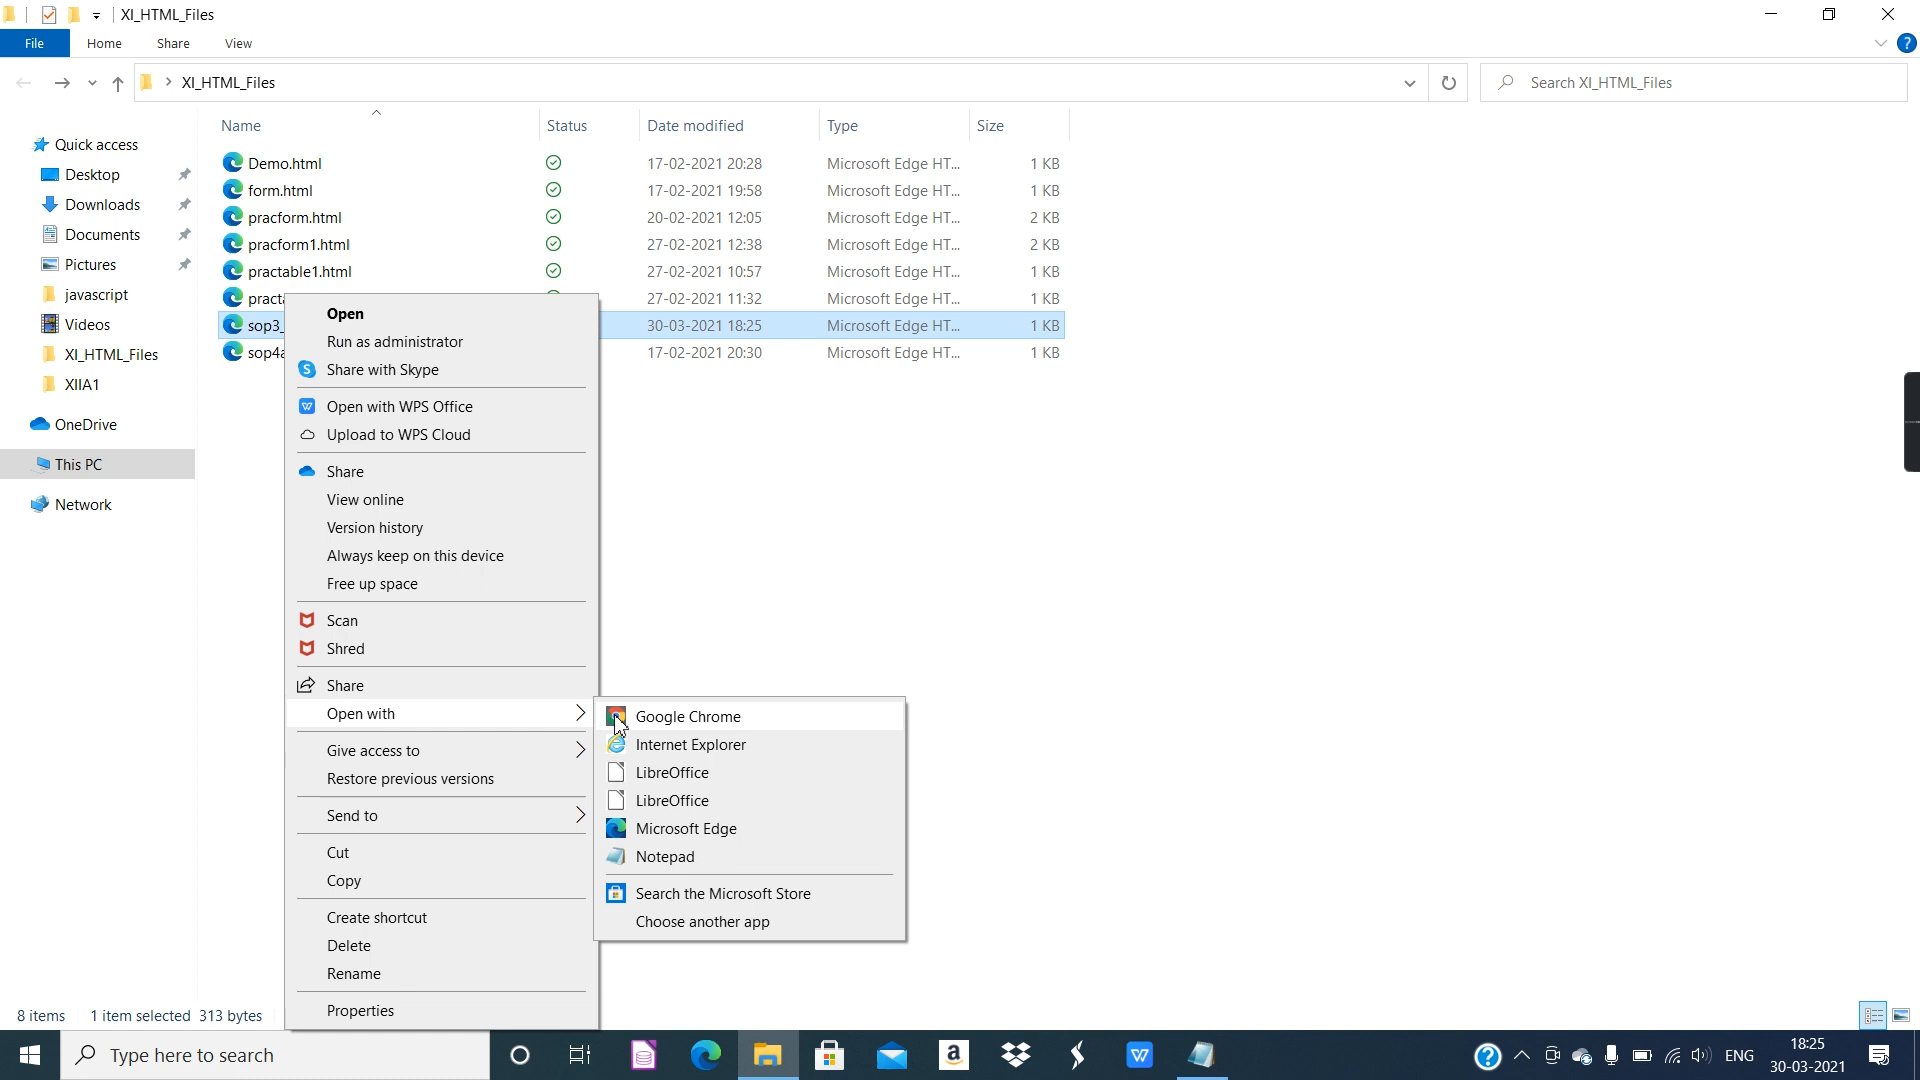 XI_HTML_Files
File Home Share View
XI_HTML_Files
Search XI_HTML_Files
Name Status Date modified Type Size
Quick access
Desktop
Downloads
Documents
Pictures
javascript
Videos
XI_HTML_Files
XIIA1
OneDrive
This PC
Network
Demo.html 17-02-2021 20:28 Microsoft Edge HT... 1 KB
form.html 17-02-2021 19:58 Microsoft Edge HT... 1 KB
pracform.html 20-02-2021 12:05 Microsoft Edge HT... 2 KB
pracform1.html 27-02-2021 12:38 Microsoft Edge HT... 2 KB
practable1.html 27-02-2021 10:57 Microsoft Edge HT... 1 KB
practa 27-02-2021 11:32 Microsoft Edge HT... 1 KB
sop3_ 30-03-2021 18:25 Microsoft Edge HT... 1 KB
sop4a 17-02-2021 20:30 Microsoft Edge HT... 1 KB
Open
Run as administrator
Share with Skype
Open with WPS Office
Upload to WPS Cloud
Share
View online
Version history
Always keep on this device
Free up space
Scan
Shred
Share
Open with
Give access to
Restore previous versions
Send to
Cut
Copy
Create shortcut
Delete
Rename
Properties
Google Chrome
Internet Explorer
LibreOffice
LibreOffice
Microsoft Edge
Notepad
Search the Microsoft Store
Choose another app
8 items 1 item selected 313 bytes
Type here to search
ENG
18:25
30-03-2021